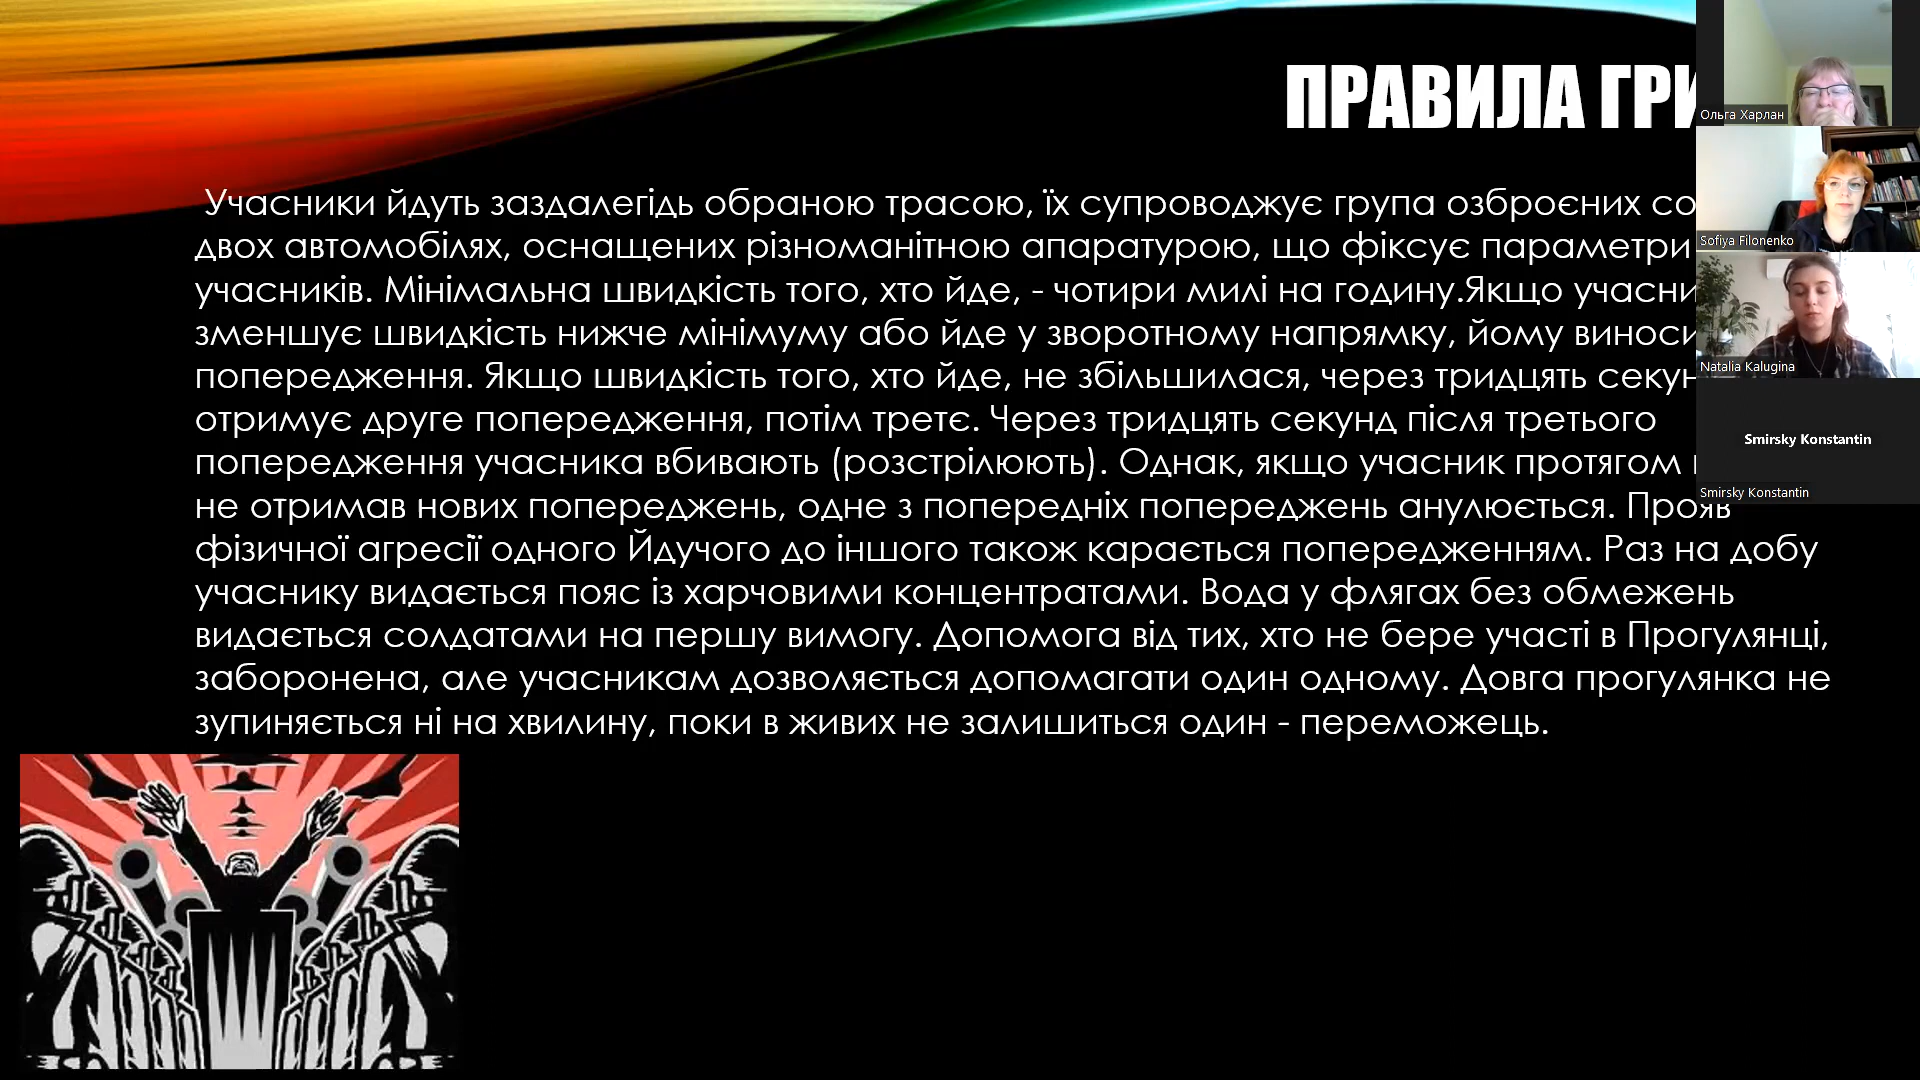 ПРАВИЛА ГРИ
Учасники йдуть заздалегідь обраною трасою, їх супроводжує група озброєних
двох автомобілях, оснащених різноманітною апаратурою, що фіксує параметри
учасників. Мінімальна швидкість того, хто йде, - чотири милі на годину.Якщо
зменшує швидкість нижче мінімуму або йде у зворотному напрямку, йому
попередження. Якщо швидкість того, хто йде, не збільшилася, через тридцять
отримує друге попередження, потім третє. Через тридцять секунд після третього
попередження учасника вбивають (розстрілюють). Однак, якщо учасник протягом
не отримав нових попереджень, одне з попередніх попереджень анулюється. Прояв
фізичної агресії одного Йдучого до іншого також карається попередженням. Раз на добу
учаснику видається пояс із харчовими концентратами. Вода у флягах без обмежень
видається солдатами на першу вимогу. Допомога від тих, хто не бере участі в Прогулянці,
заборонена, але учасникам дозволяється допомагати один одному. Довга прогулянка не
зупиняється ні на хвилину, поки в живих не залишиться один - переможець.
Ольга Харлан
Sofiya Filonenko
Natalia Kalugina
Smirsky Konstantin
Smirsky Konstantin